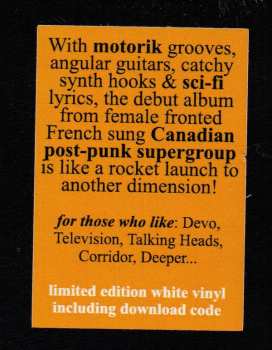 With motorik grooves,
angular guitars, catchy
synth hooks & sci-fi
lyrics, the debut album
from female fronted
French sung Canadian
post-punk supergroup
is like a rocket launch to
another dimension!
for those who like: Devo,
Television, Talking Heads,
Corridor, Deeper...
limited edition white vinyl
including download code